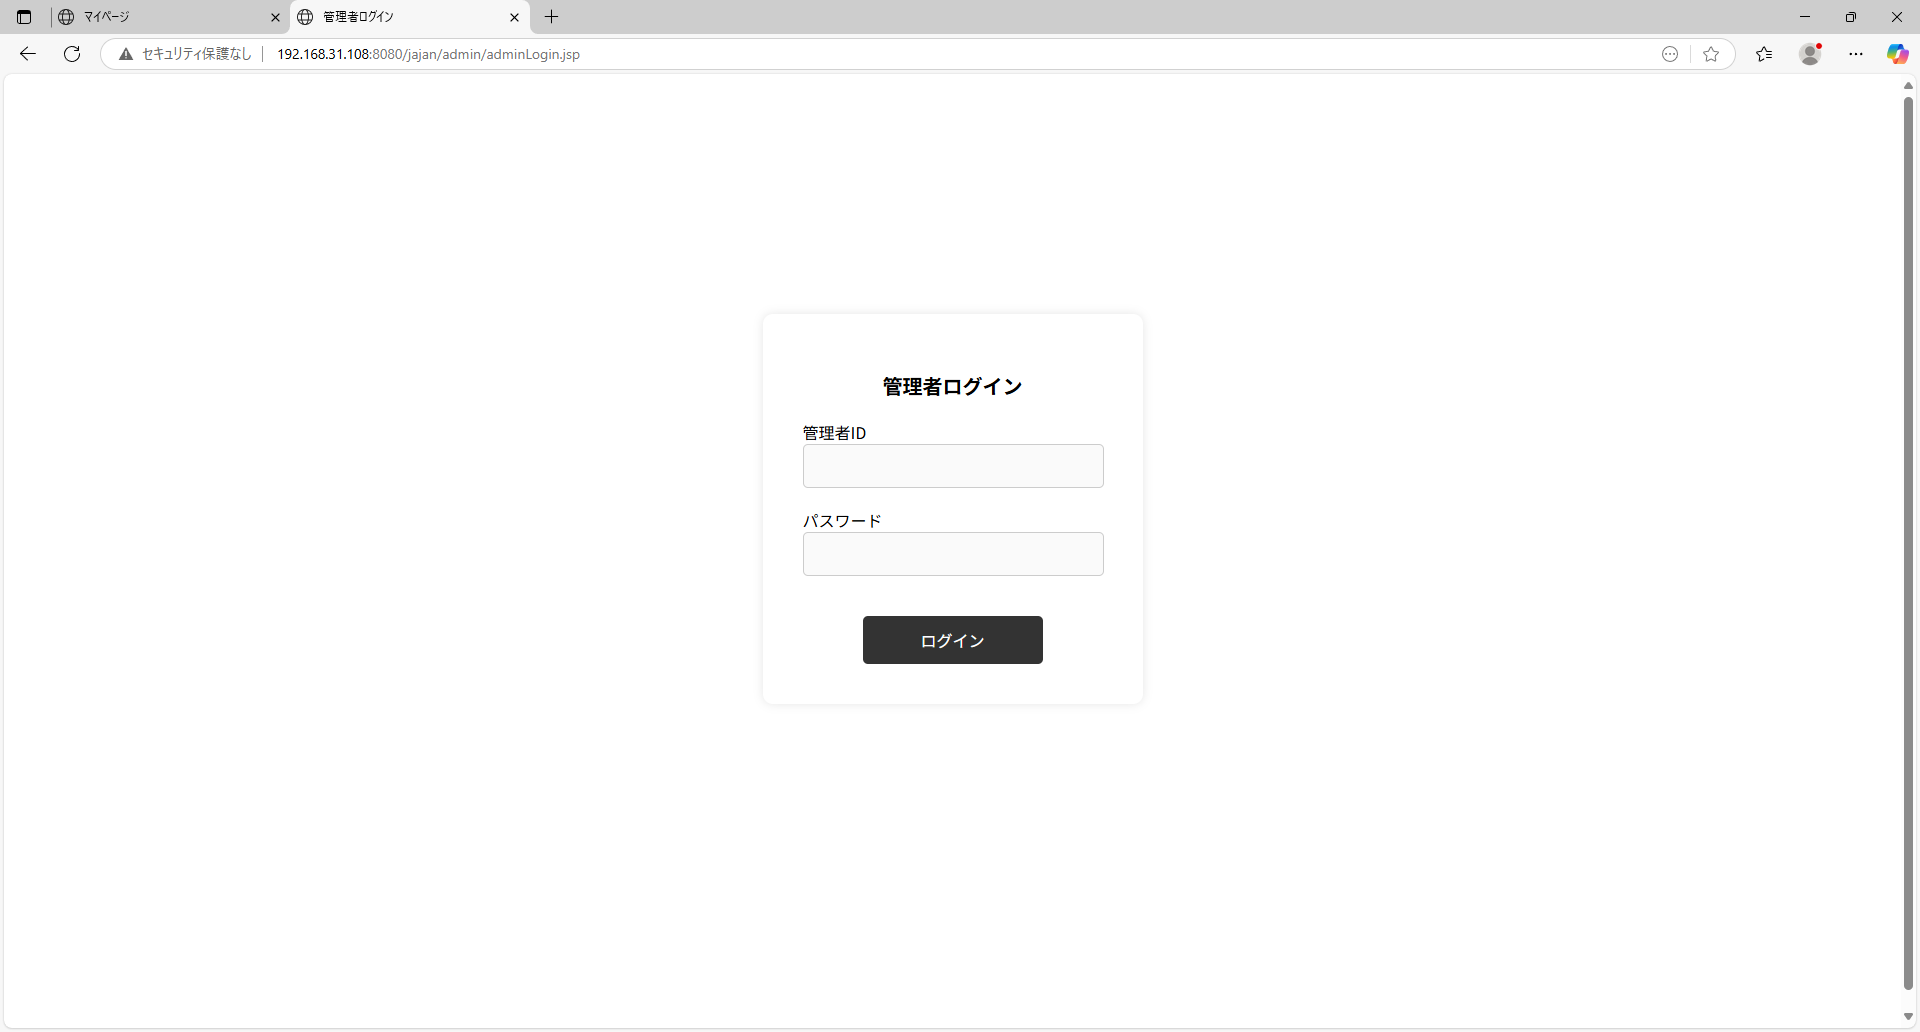 マイページ
管理者ログイン
セキュリティ保護なし
192.168.31.108:8080/jajan/admin/adminLogin.jsp
管理者ログイン
管理者ID
パスワード
ログイン